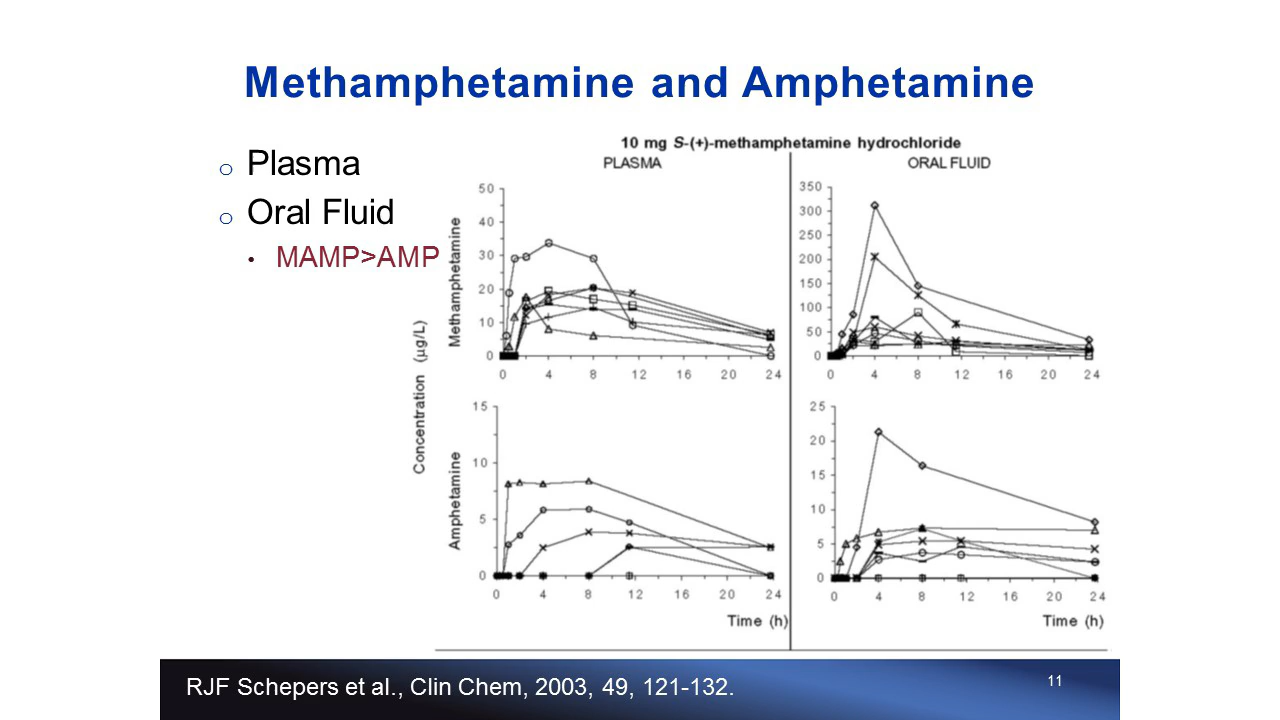 Methamphetamine and Amphetamine
o Plasma
o Oral Fluid
• MAMP>AMP
10 mg S-(+)-methamphetamine hydrochloride
PLASMA
ORAL FLUID
Concentration (µg/L)
Methamphetamine
50
40
30
20
10
0
0 4 8 12 16 20 24
350
300
250
200
150
100
50
0
0 4 8 12 16 20 24
Amphetamine
15
10
5
0
0 4 8 12 16 20 24
Time (h)
25
20
15
10
5
0
0 4 8 12 16 20 24
Time (h)
RJF Schepers et al., Clin Chem, 2003, 49, 121-132.
11